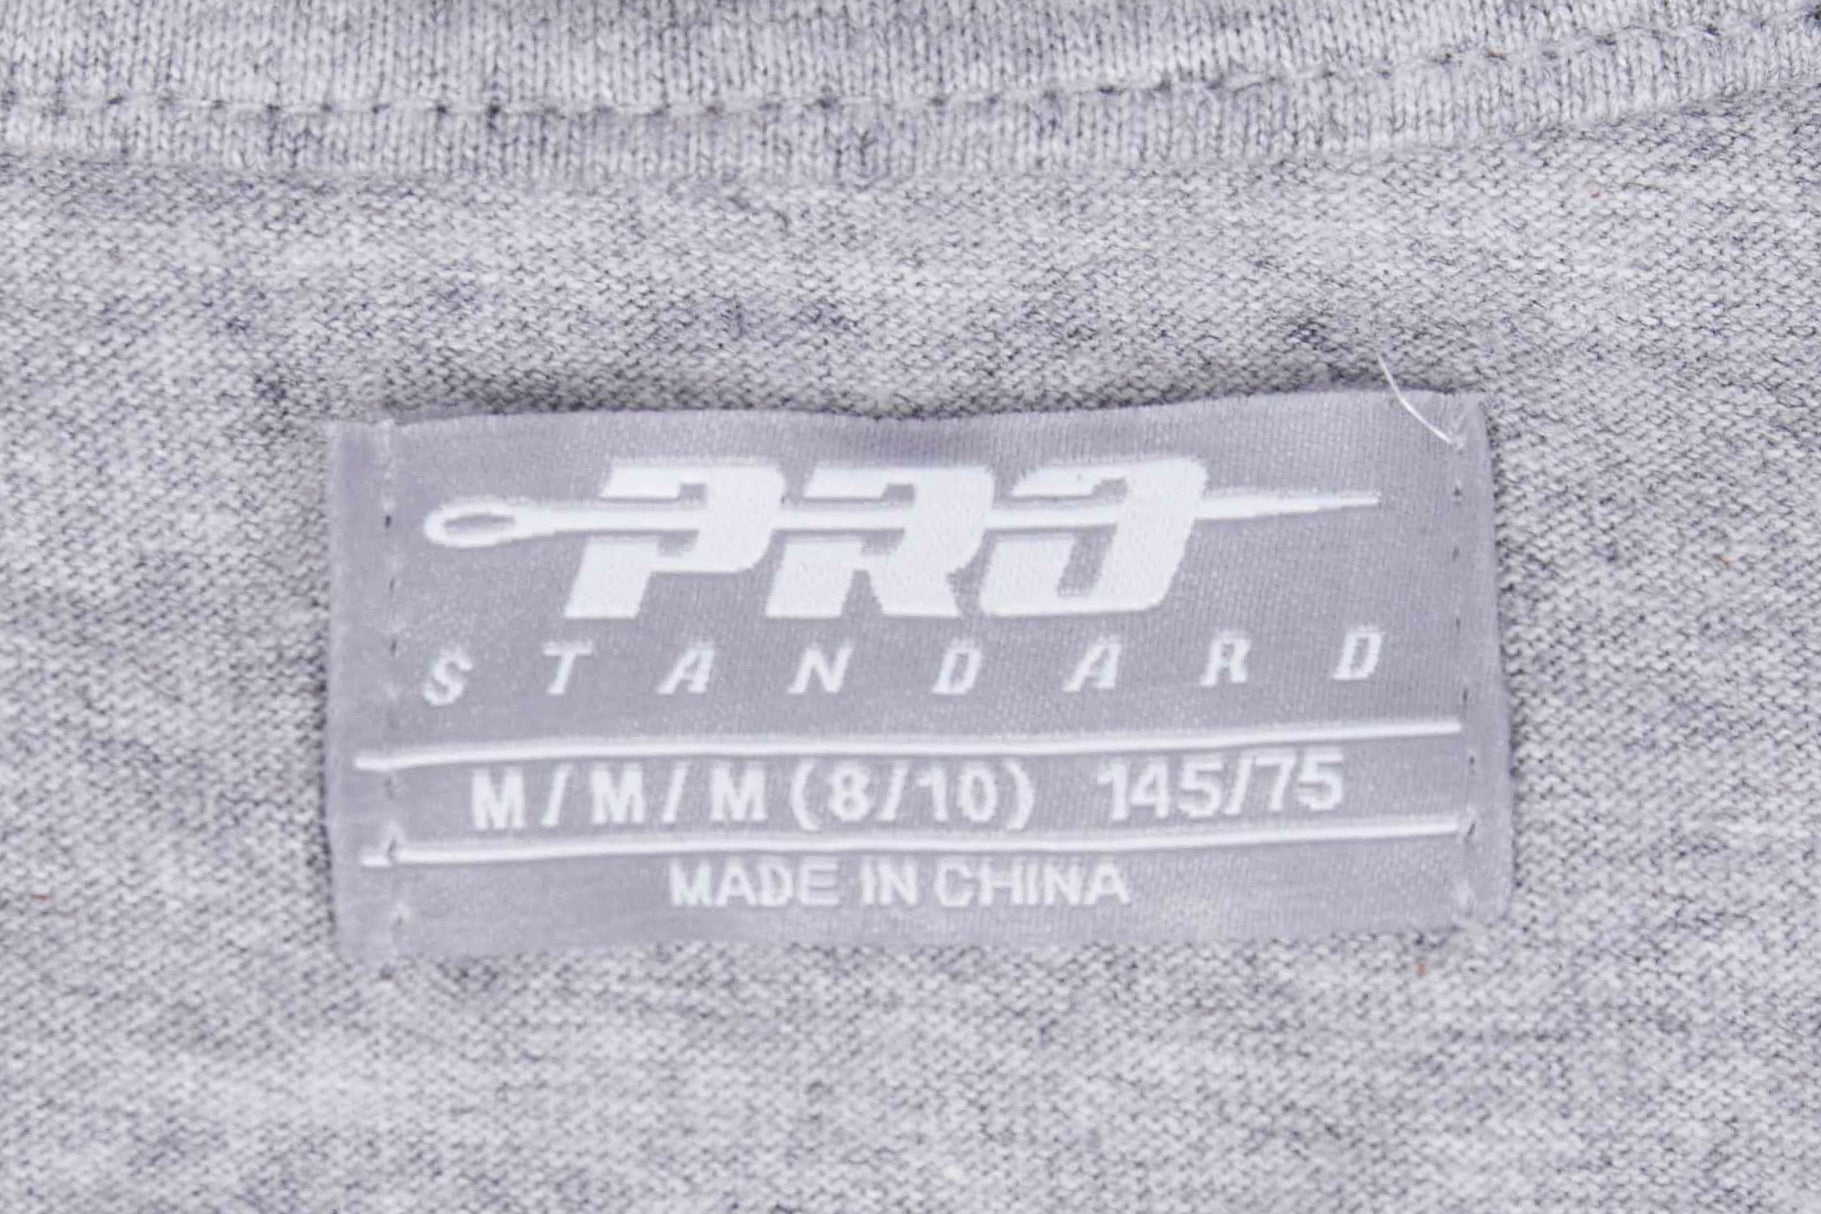 PRO
STANDARD
M/M/M (8/10) 145/75
MADE IN CHINA